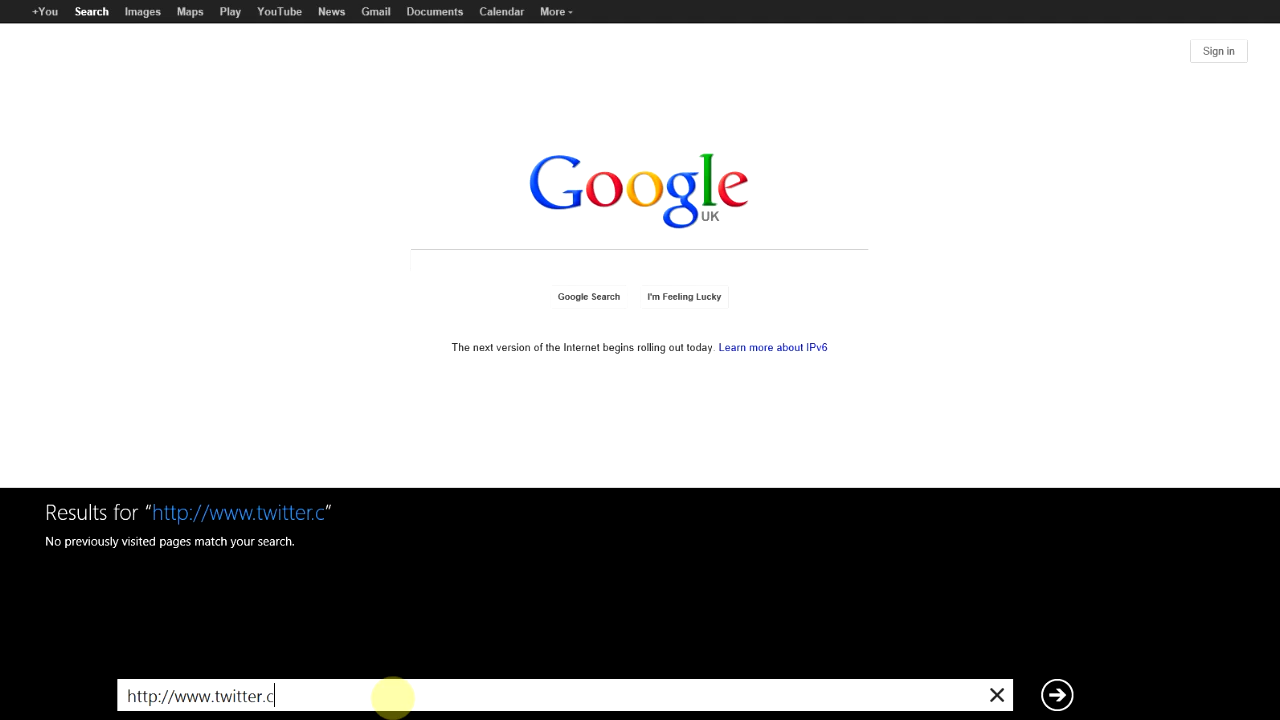 +You Search Images Maps Play YouTube News Gmail Documents Calendar More
Sign in
Google
UK
Google Search I'm Feeling Lucky
The next version of the Internet begins rolling out today. Learn more about IPv6
Results for “http://www.twitter.c”
No previously visited pages match your search.
http://www.twitter.c